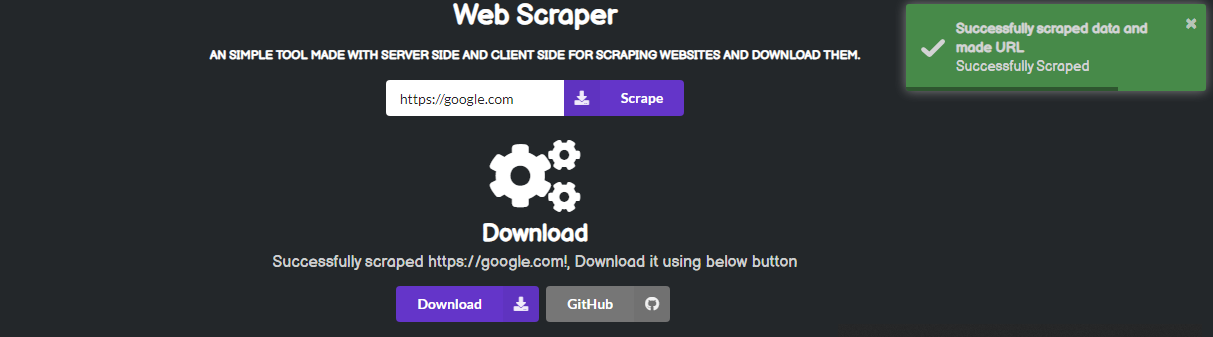 Web Scraper
AN SIMPLE TOOL MADE WITH SERVER SIDE AND CLIENT SIDE FOR SCRAPING WEBSITES AND DOWNLOAD THEM.
https://google.com
Scrape
Download
Successfully scraped https://google.com!, Download it using below button
Download
GitHub
Successfully scraped data and
made URL
Successfully Scraped